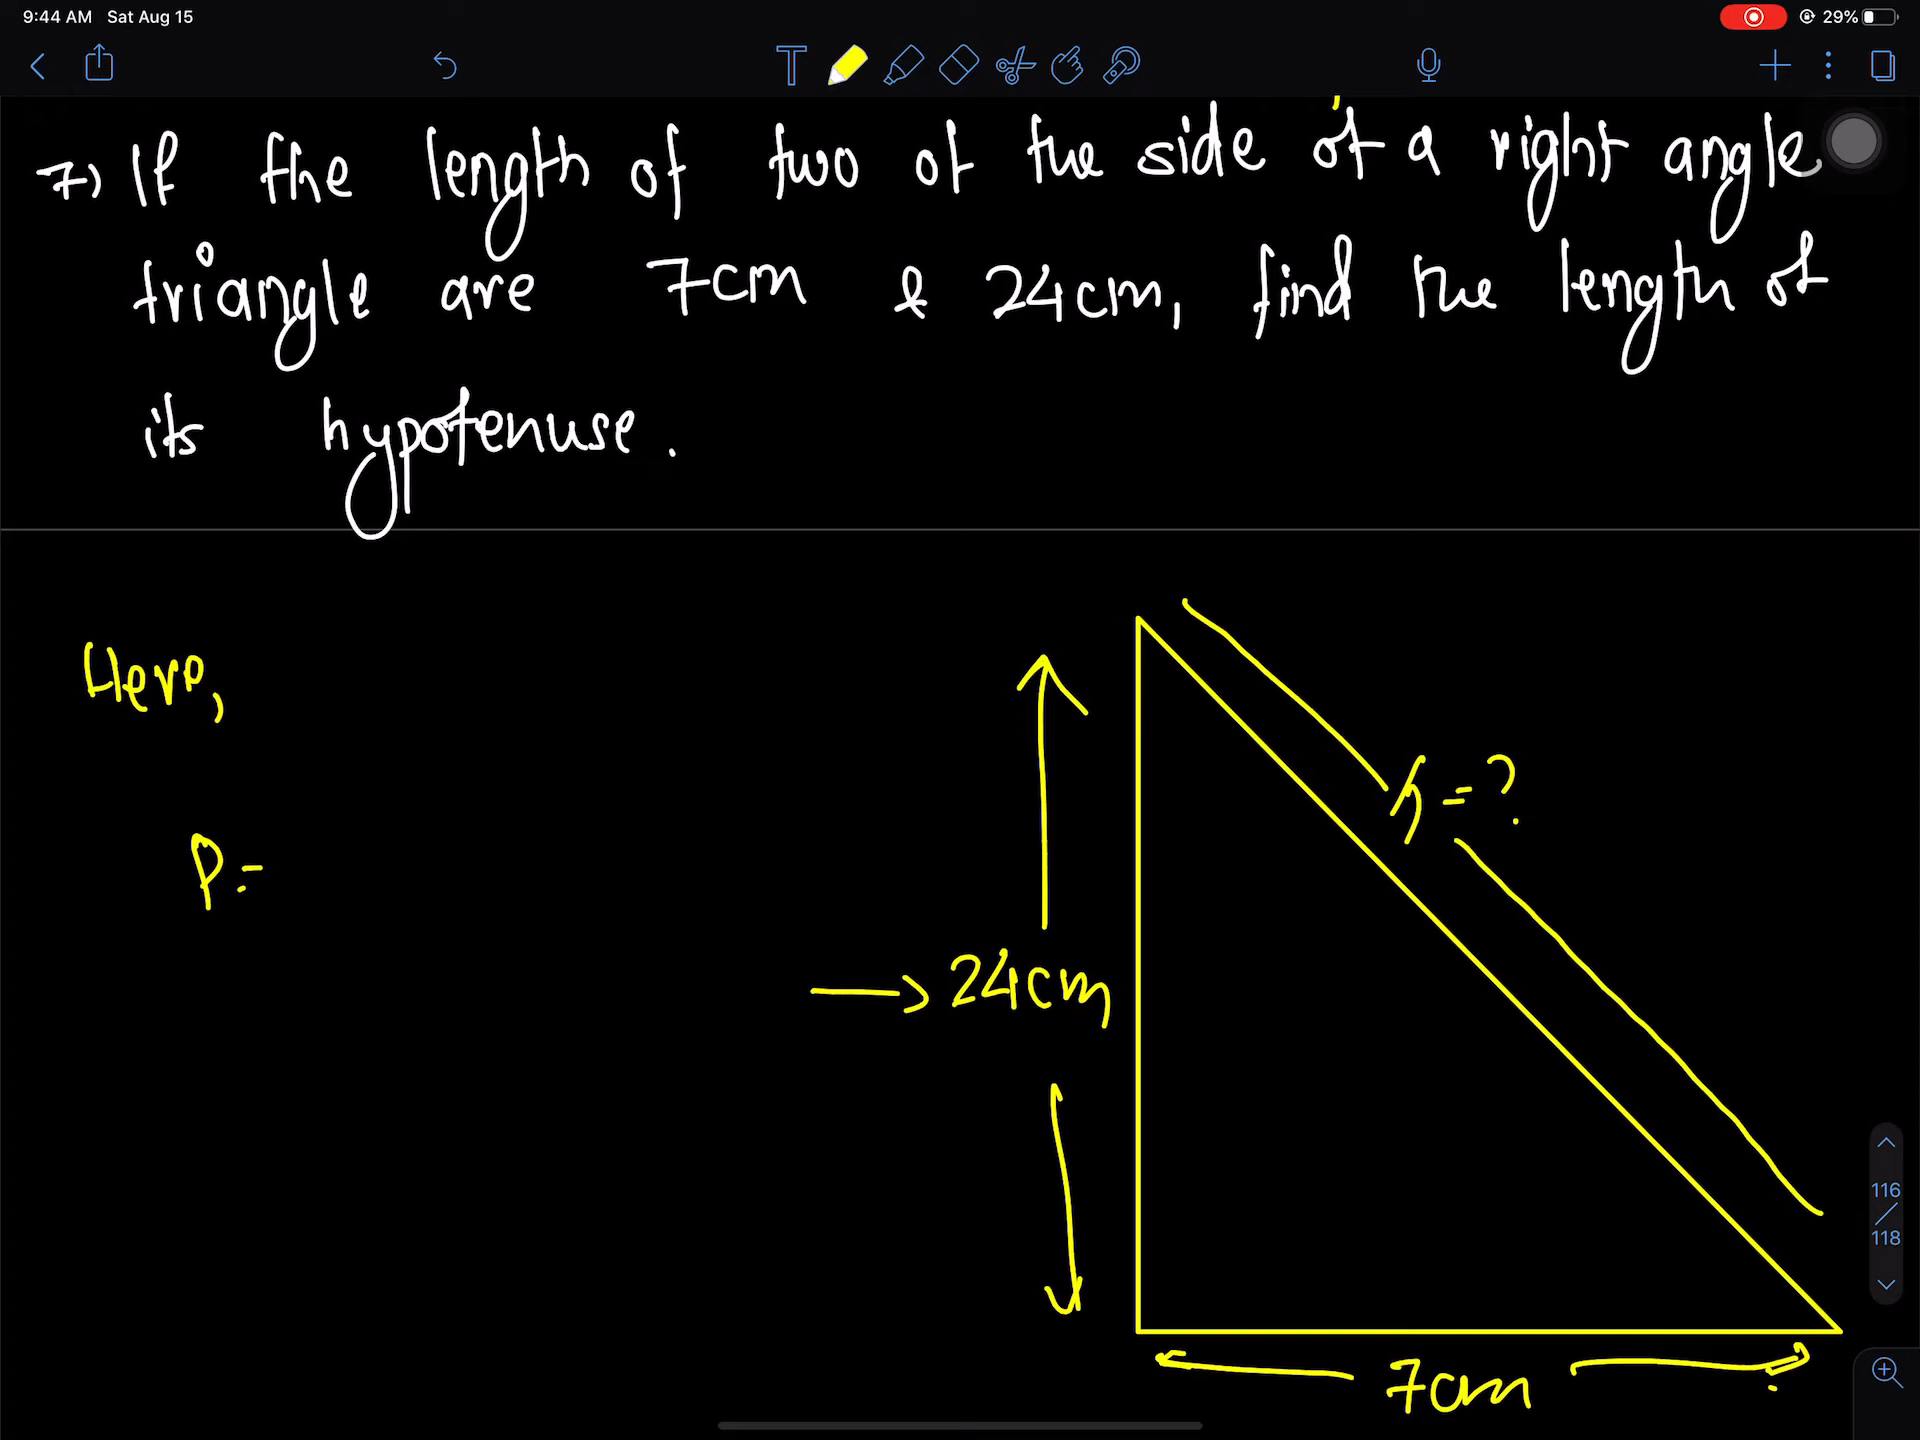 9:44 AM Sat Aug 15
29%
7) If the length of two of the side of a right angle
triangle are 7cm & 24cm, find the length of
its hypotenuse.
Here,
h = ?
P =
→ 24cm
116
118
7cm